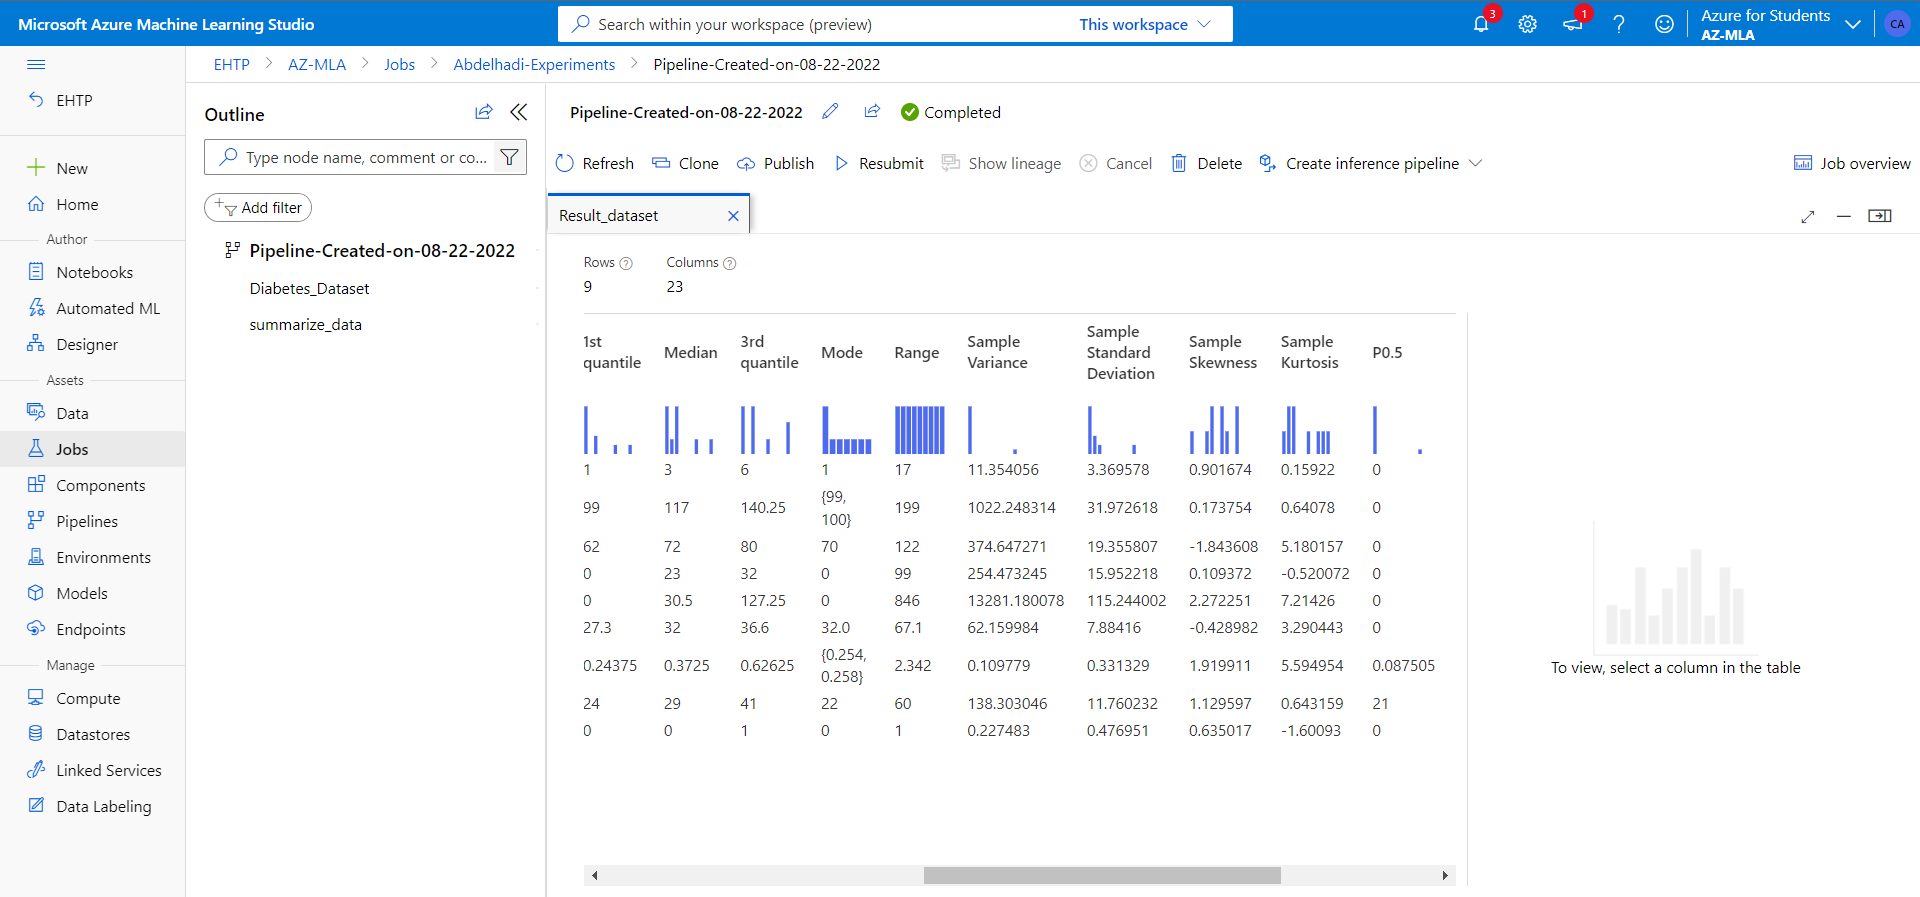 Microsoft Azure Machine Learning Studio
Search within your workspace (preview)
This workspace
3
1
Azure for Students
AZ-MLA
CA
EHTP
AZ-MLA
Jobs
Abdelhadi-Experiments
Pipeline-Created-on-08-22-2022
EHTP
New
Home
Author
Notebooks
Automated ML
Designer
Assets
Data
Jobs
Components
Pipelines
Environments
Models
Endpoints
Manage
Compute
Datastores
Linked Services
Data Labeling
Outline
Type node name, comment or co...
Add filter
Pipeline-Created-on-08-22-2022
Diabetes_Dataset
summarize_data
Pipeline-Created-on-08-22-2022
Completed
Refresh Clone Publish Resubmit Show lineage Cancel Delete Create inference pipeline Job overview
Result_dataset
Rows Columns
9 23
1st quantile Median 3rd quantile Mode Range Sample Variance Sample Standard Deviation Sample Skewness Sample Kurtosis P0.5
1 3 6 1 17 11.354056 3.369578 0.901674 0.15922 0
99 117 140.25 {99, 100} 199 1022.248314 31.972618 0.173754 0.64078 0
62 72 80 70 122 374.647271 19.355807 -1.843608 5.180157 0
0 23 32 0 99 254.473245 15.952218 0.109372 -0.520072 0
0 30.5 127.25 0 846 13281.180078 115.244002 2.272251 7.21426 0
27.3 32 36.6 32.0 67.1 62.159984 7.88416 -0.428982 3.290443 0
0.24375 0.3725 0.62625 {0.254, 0.258} 2.342 0.109779 0.331329 1.919911 5.594954 0.087505
24 29 41 22 60 138.303046 11.760232 1.129597 0.643159 21
0 0 1 0 1 0.227483 0.476951 0.635017 -1.60093 0
To view, select a column in the table